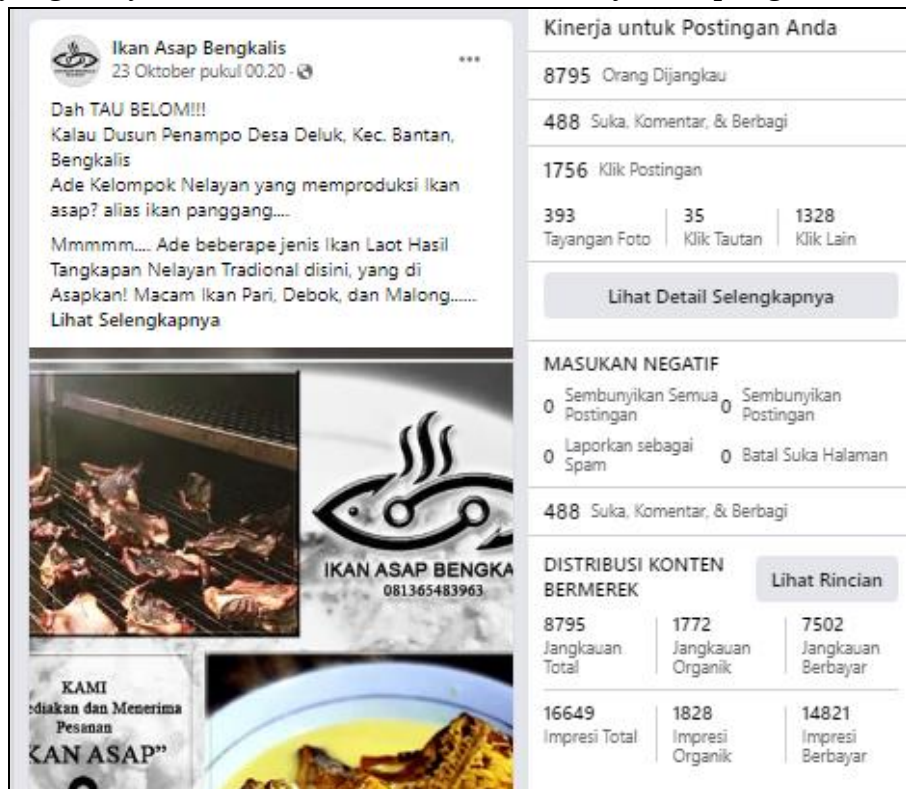 Ikan Asap Bengkalis
23 Oktober pukul 00.20
Dah TAU BELOM!!!
Kalau Dusun Penampo Desa Deluk, Kec. Bantan,
Bengkalis
Ade Kelompok Nelayan yang memproduksi Ikan
asap? alias ikan panggang....
Mmmmm.... Ade beberape jenis Ikan Laot Hasil
Tangkapan Nelayan Tradional disini, yang di
Asapkan! Macam Ikan Pari, Debok, dan Malong......
Lihat Selengkapnya
IKAN ASAP BENGKA
081365483963
KAMI
ediakan dan Menerima
Pesanan
KAN ASAP”
Kinerja untuk Postingan Anda
8795 Orang Dijangkau
488 Suka, Komentar, & Berbagi
1756 Klik Postingan
393 35 1328
Tayangan Foto Klik Tautan Klik Lain
Lihat Detail Selengkapnya
MASUKAN NEGATIF
0 Sembunyikan Semua Postingan
0 Sembunyikan Postingan
0 Laporkan sebagai Spam
0 Batal Suka Halaman
488 Suka, Komentar, & Berbagi
DISTRIBUSI KONTEN
BERMEREK
Lihat Rincian
8795 1772 7502
Jangkauan Total Jangkauan Organik Jangkauan Berbayar
16649 1828 14821
Impresi Total Impresi Organik Impresi Berbayar